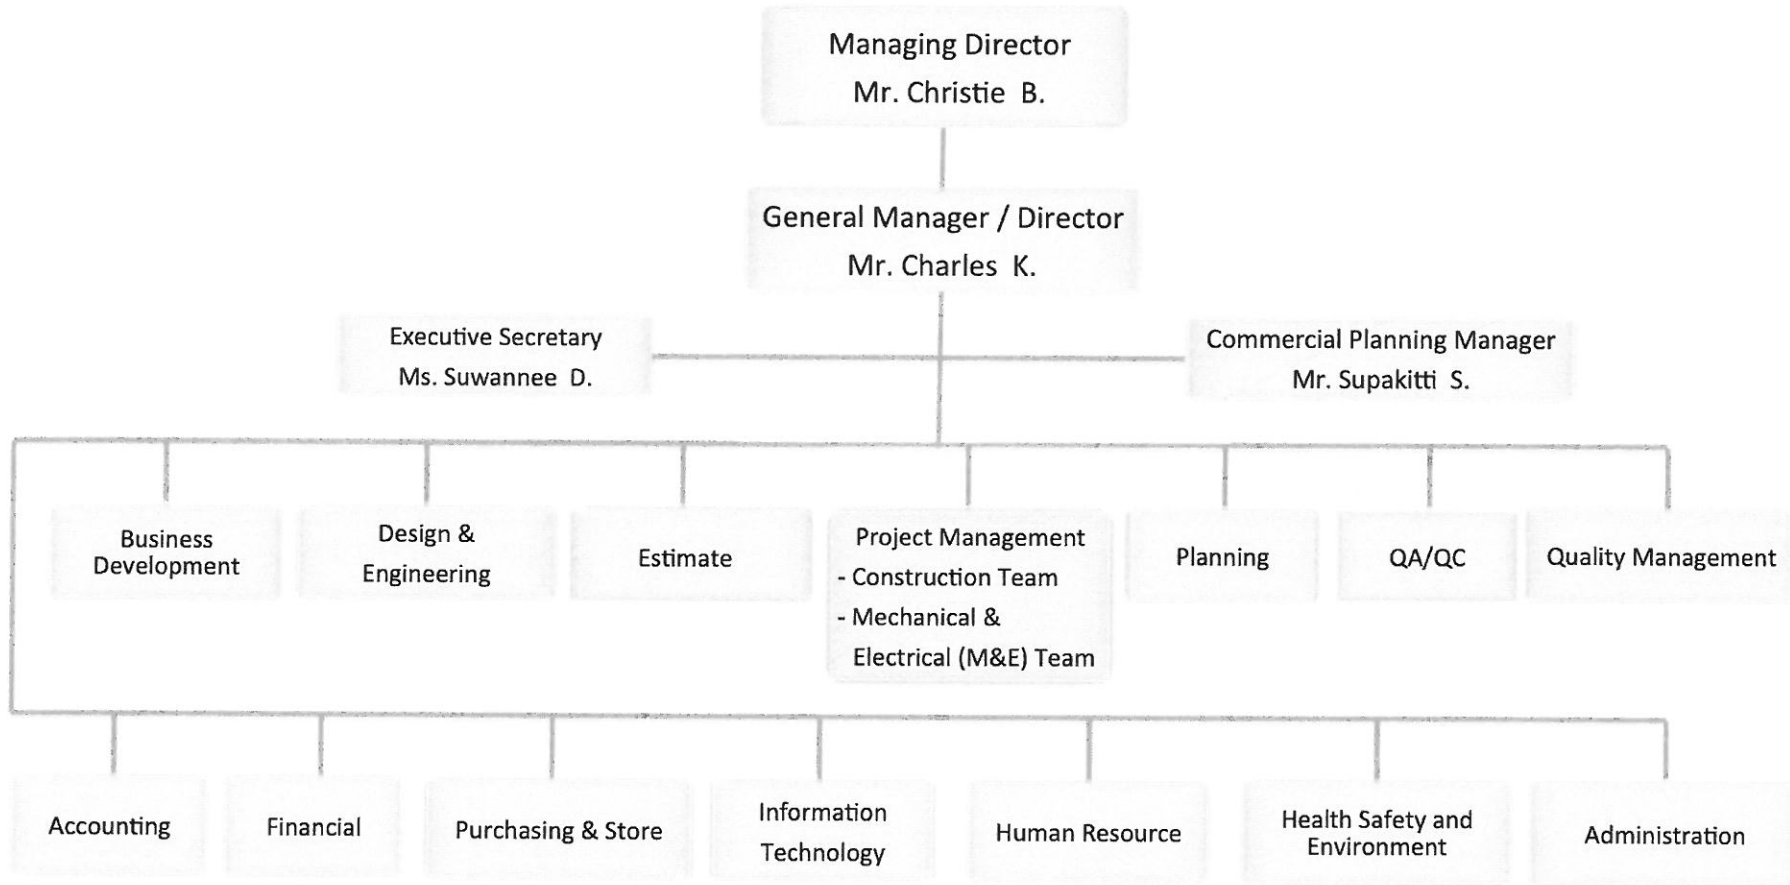 Managing Director
Mr. Christie B.
General Manager / Director
Mr. Charles K.
Executive Secretary
Ms. Suwannee D.
Commercial Planning Manager
Mr. Supakitti S.
Business
Development
Design &
Engineering
Estimate
Project Management
- Construction Team
- Mechanical &
Electrical (M&E) Team
Planning
QA/QC
Quality Management
Accounting
Financial
Purchasing & Store
Information
Technology
Human Resource
Health Safety and
Environment
Administration